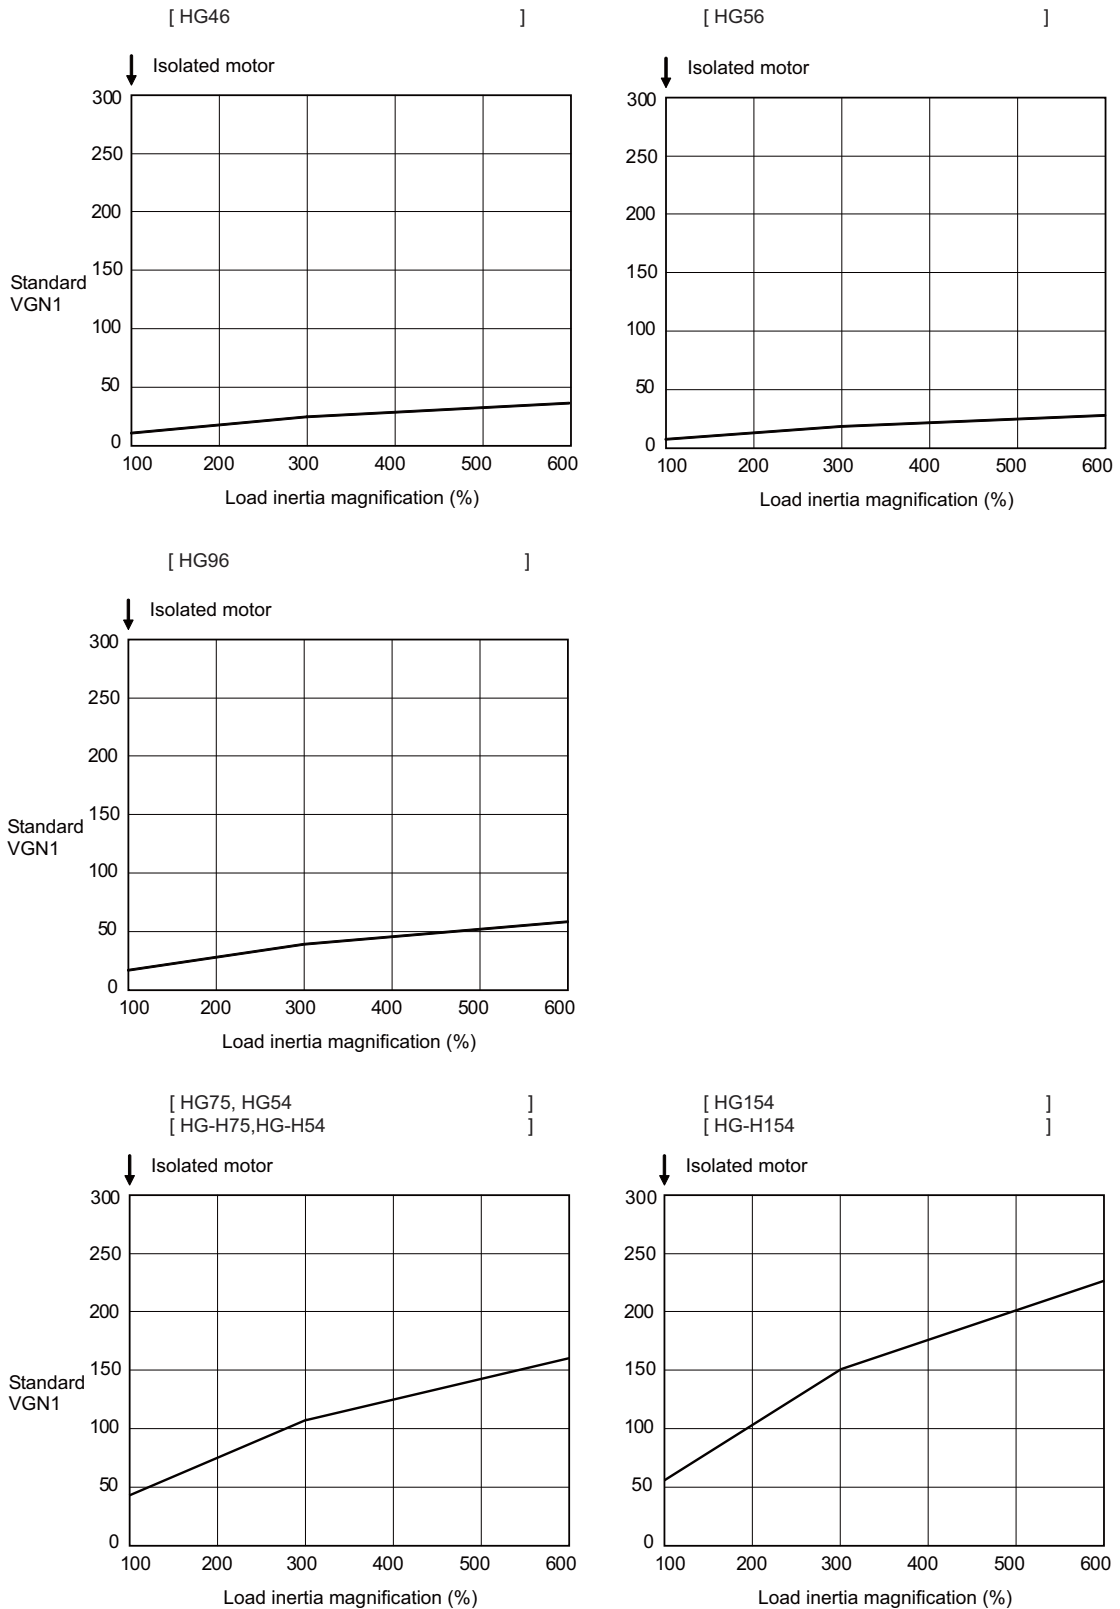 [ HG46 ]
Isolated motor
300
250
200
150
Standard
VGN1
100
50
0
100 200 300 400 500 600
Load inertia magnification (%)
[ HG56 ]
Isolated motor
300
250
200
150
100
50
0
100 200 300 400 500 600
Load inertia magnification (%)
[ HG96 ]
Isolated motor
300
250
200
150
Standard
VGN1
100
50
0
100 200 300 400 500 600
Load inertia magnification (%)
[ HG75, HG54 ]
[ HG-H75,HG-H54 ]
Isolated motor
300
250
200
150
Standard
VGN1
100
50
0
100 200 300 400 500 600
Load inertia magnification (%)
[ HG154 ]
[ HG-H154 ]
Isolated motor
300
250
200
150
100
50
0
100 200 300 400 500 600
Load inertia magnification (%)